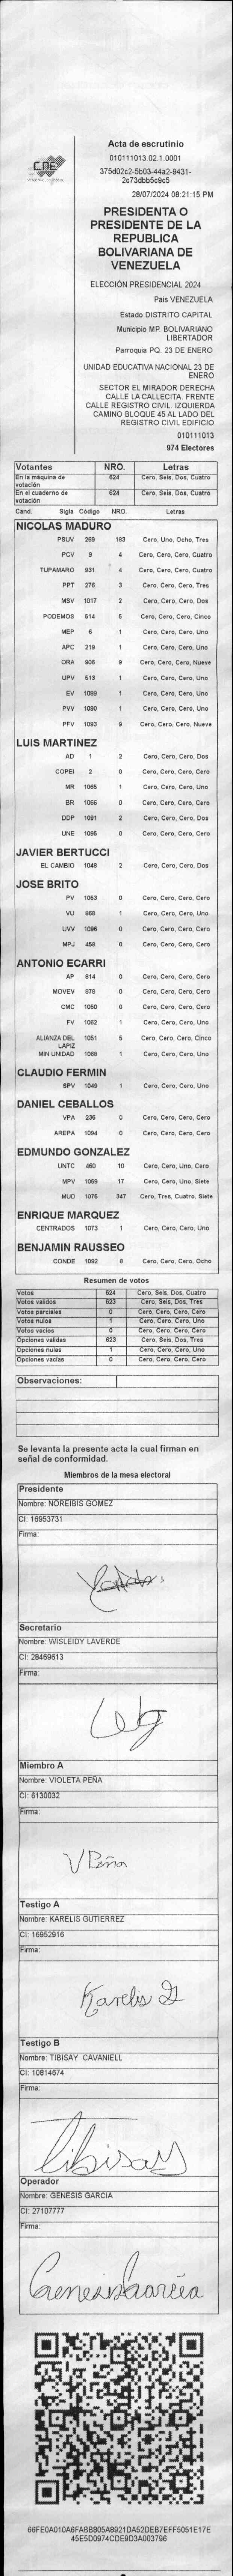 CNE
Acta de escrutinio
010111013.02.1.0001
375d02c2-5b03-44a2-9431-
2c73dbb5c9c5
28/07/2024 08:21:15 PM
PRESIDENTA O
PRESIDENTE DE LA
REPUBLICA
BOLIVARIANA DE
VENEZUELA
ELECCIÓN PRESIDENCIAL 2024
Pais VENEZUELA
Estado DISTRITO CAPITAL
Municipio MP. BOLIVARIANO
LIBERTADOR
Parroquia PQ. 23 DE ENERO
UNIDAD EDUCATIVA NACIONAL 23 DE
ENERO
SECTOR EL MIRADOR DERECHA
CALLE LA CALLECITA. FRENTE
CALLE REGISTRO CIVIL. IZQUIERDA
CAMINO BLOQUE 45 AL LADO DEL
REGISTRO CIVIL EDIFICIO
010111013
974 Electores
Votantes NRO. Letras
En la máquina de votación 624 Cero, Seis, Dos, Cuatro
En el cuaderno de votación 624 Cero, Seis, Dos, Cuatro
Cand. Sigla Código NRO. Letras
NICOLAS MADURO
PSUV 269 183 Cero, Uno, Ocho, Tres
PCV 9 4 Cero, Cero, Cero, Cuatro
TUPAMARO 931 4 Cero, Cero, Cero, Cuatro
PPT 276 3 Cero, Cero, Cero, Tres
MSV 1017 2 Cero, Cero, Cero, Dos
PODEMOS 514 5 Cero, Cero, Cero, Cinco
MEP 6 1 Cero, Cero, Cero, Uno
APC 219 1 Cero, Cero, Cero, Uno
ORA 906 9 Cero, Cero, Cero, Nueve
UPV 513 1 Cero, Cero, Cero, Uno
EV 1089 1 Cero, Cero, Cero, Uno
PVV 1090 1 Cero, Cero, Cero, Uno
PFV 1093 9 Cero, Cero, Cero, Nueve
LUIS MARTINEZ
AD 1 2 Cero, Cero, Cero, Dos
COPEI 2 0 Cero, Cero, Cero, Cero
MR 1065 1 Cero, Cero, Cero, Uno
BR 1066 0 Cero, Cero, Cero, Cero
DDP 1091 2 Cero, Cero, Cero, Dos
UNE 1095 0 Cero, Cero, Cero, Cero
JAVIER BERTUCCI
EL CAMBIO 1048 2 Cero, Cero, Cero, Dos
JOSE BRITO
PV 1053 0 Cero, Cero, Cero, Cero
VU 868 1 Cero, Cero, Cero, Uno
UVV 1096 0 Cero, Cero, Cero, Cero
MPJ 458 0 Cero, Cero, Cero, Cero
ANTONIO ECARRI
AP 814 0 Cero, Cero, Cero, Cero
MOVEV 878 0 Cero, Cero, Cero, Cero
CMC 1050 0 Cero, Cero, Cero, Cero
FV 1062 1 Cero, Cero, Cero, Uno
ALIANZA DEL LAPIZ 1051 5 Cero, Cero, Cero, Cinco
MIN UNIDAD 1069 1 Cero, Cero, Cero, Uno
CLAUDIO FERMIN
SPV 1049 1 Cero, Cero, Cero, Uno
DANIEL CEBALLOS
VPA 236 0 Cero, Cero, Cero, Cero
AREPA 1094 0 Cero, Cero, Cero, Cero
EDMUNDO GONZALEZ
UNTC 460 10 Cero, Cero, Uno, Cero
MPV 1069 17 Cero, Cero, Uno, Siete
MUD 1075 347 Cero, Tres, Cuatro, Siete
ENRIQUE MARQUEZ
CENTRADOS 1073 1 Cero, Cero, Cero, Uno
BENJAMIN RAUSSEO
CONDE 1092 8 Cero, Cero, Cero, Ocho
Resumen de votos
Votos 624 Cero, Seis, Dos, Cuatro
Votos validos 623 Cero, Seis, Dos, Tres
Votos parciales 0 Cero, Cero, Cero, Cero
Votos nulos 1 Cero, Cero, Cero, Uno
Votos vacios 0 Cero, Cero, Cero, Cero
Opciones validas 623 Cero, Seis, Dos, Tres
Opciones nulas 1 Cero, Cero, Cero, Uno
Opciones vacias 0 Cero, Cero, Cero, Cero
Observaciones:
Se levanta la presente acta la cual firman en
señal de conformidad.
Miembros de la mesa electoral
Presidente
Nombre: NOREIBIS GOMEZ
CI: 16953731
Firma:
Secretario
Nombre: WISLEIDY LAVERDE
CI: 28469613
Firma:
Miembro A
Nombre: VIOLETA PEÑA
CI: 6130032
Firma:
V Peña
Testigo A
Nombre: KARELIS GUTIERREZ
CI: 16952916
Firma:
Karelis G
Testigo B
Nombre: TIBISAY CAVANIELL
CI: 10814674
Firma:
Tibisay
Operador
Nombre: GENESIS GARCIA
CI: 27107777
Firma:
Genesis Garcia
66FE0A010A6FABB805A8921DA52DEB7EFF5051E17E
45E5D0974CDE9D3A003796